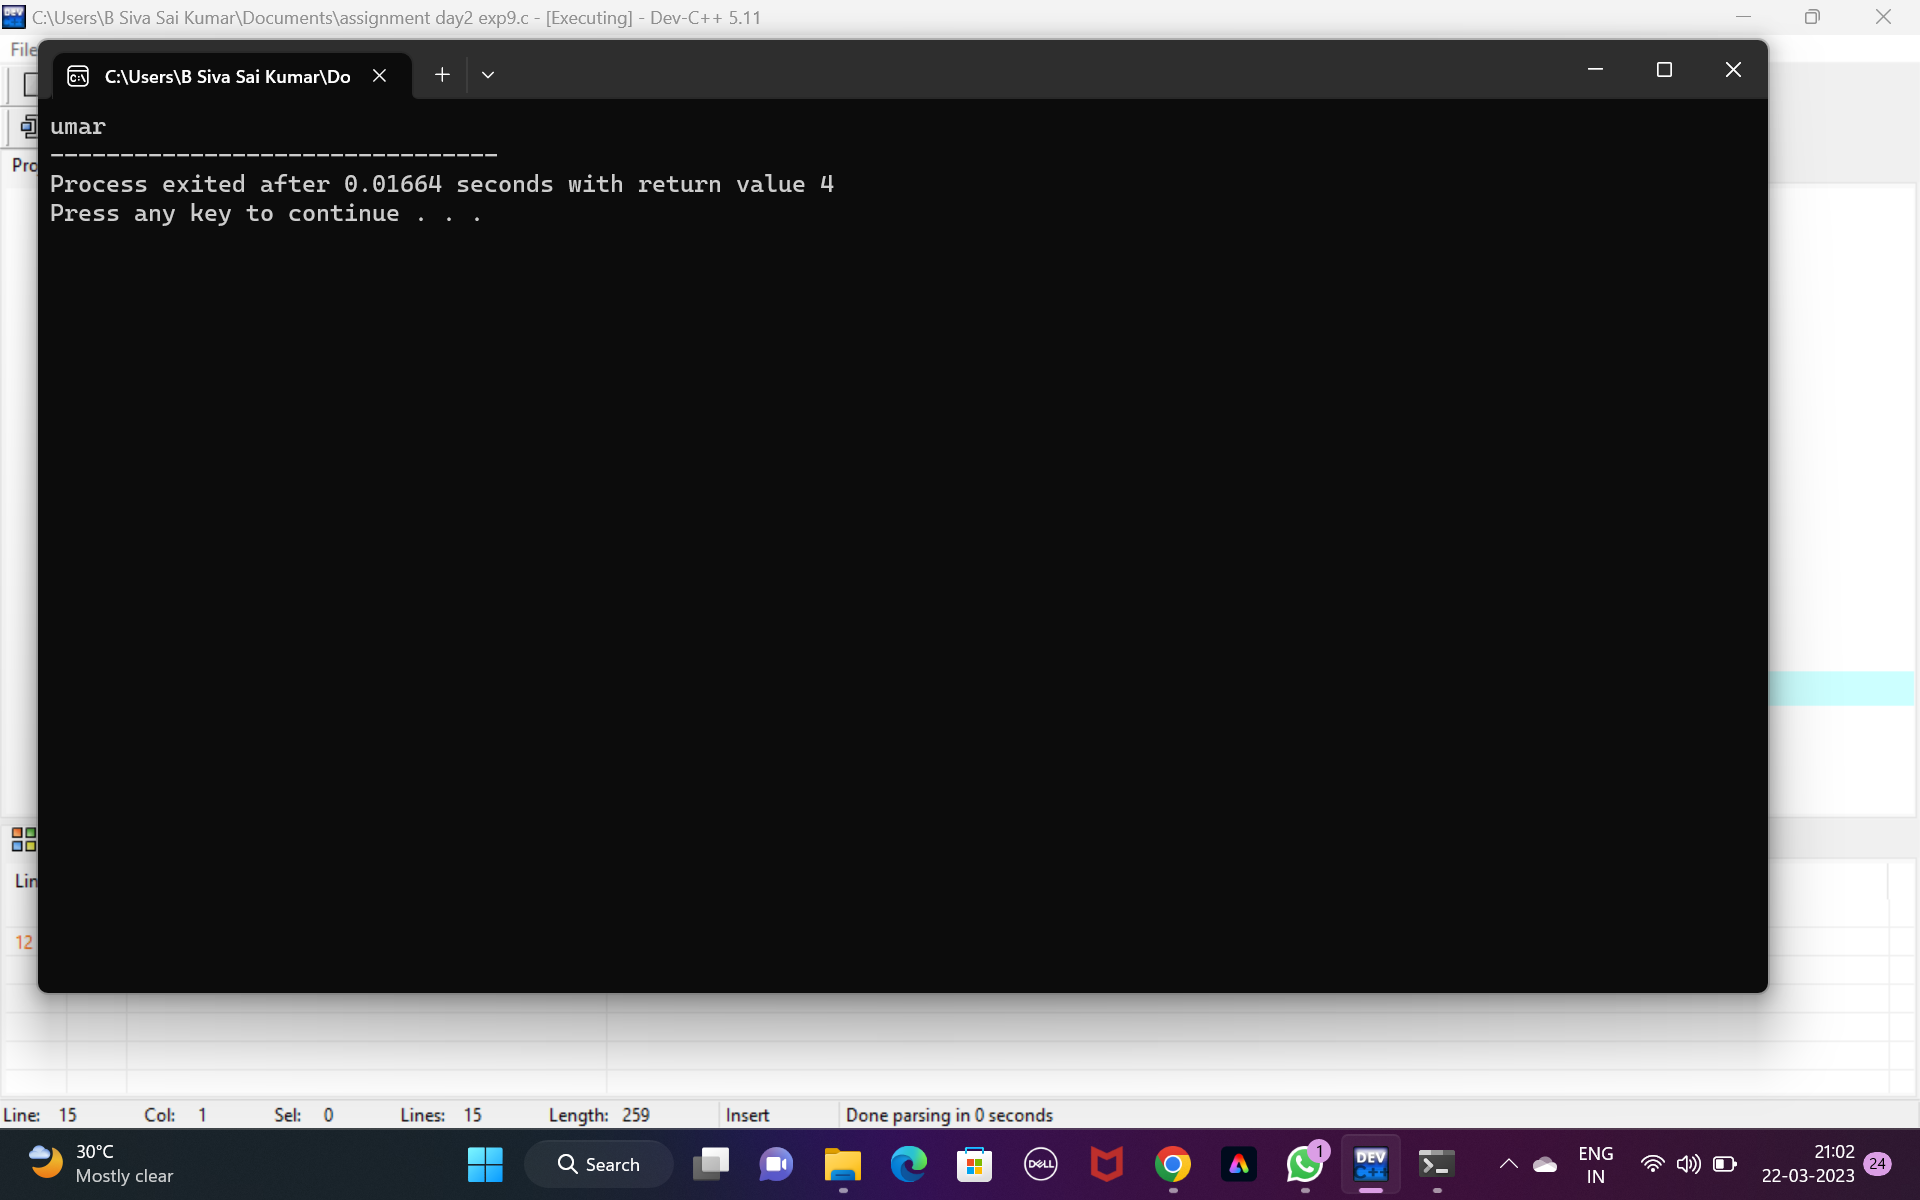 C:\Users\B Siva Sai Kumar\Documents\assignment day2 exp9.c - [Executing] - Dev-C++ 5.11
File
C:\Users\B Siva Sai Kumar\Do
umar
--------------------------------
Process exited after 0.01664 seconds with return value 4
Press any key to continue . . .
Pro
Lin
12
Line: 15 Col: 1 Sel: 0 Lines: 15 Length: 259 Insert Done parsing in 0 seconds
30°C
Mostly clear
Search
DELL
1
DEV
C++
ENG
IN
21:02
22-03-2023
24